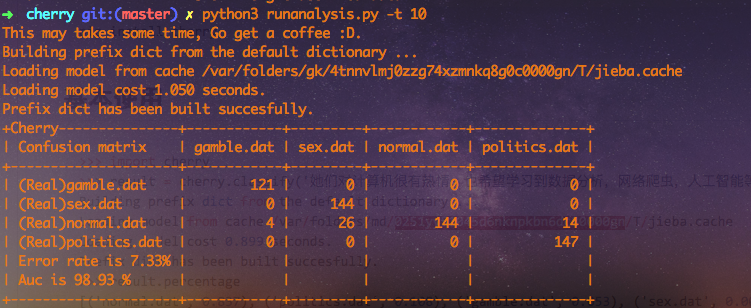 ➜ cherry git:(master) ✗ python3 runanalysis.py -t 10
This may takes some time, Go get a coffee :D.
Building prefix dict from the default dictionary ...
Loading model from cache /var/folders/gk/4tnnvlmj0zzg74xzmnkq8g0c0000gn/T/jieba.cache
Loading model cost 1.050 seconds.
Prefix dict has been built succesfully.
+Cherry---------------+------------+---------+------------+--------------+
| Confusion matrix | gamble.dat | sex.dat | normal.dat | politics.dat |
+---------------------+------------+---------+------------+--------------+
| (Real)gamble.dat | 121 | 0 | 0 | 0 |
| (Real)sex.dat | 0 | 144 | 0 | 0 |
| (Real)normal.dat | 4 | 26 | 144 | 14 |
| (Real)politics.dat | 0 | 0 | 0 | 147 |
| Error rate is 7.33% | | | | |
| Auc is 98.93 % | | | | |
+---------------------+------------+---------+------------+--------------+